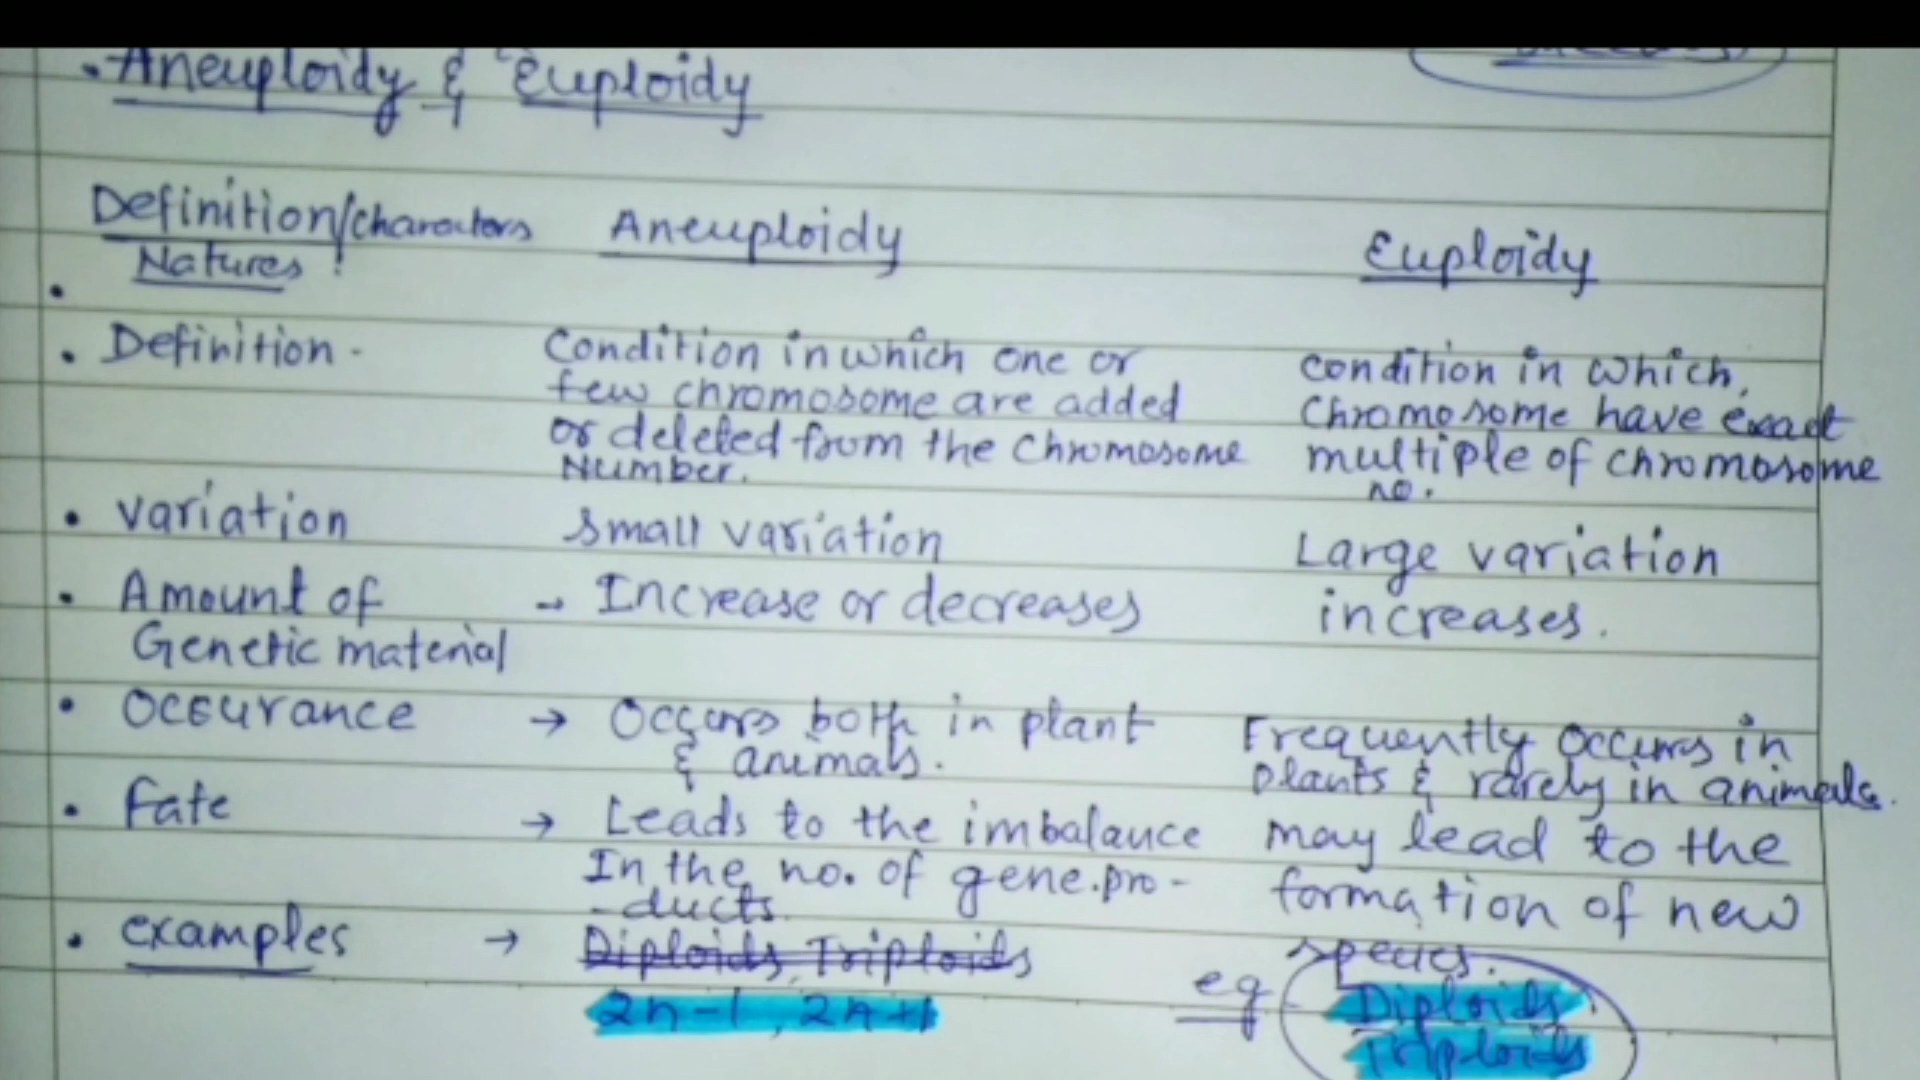 • Aneuploidy & Euploidy
Definition/Charactors Aneuploidy Euploidy
Natures !
• Definition - Condition in which one or condition in which,
few chromosome are added Chromosome have exact
or deleted from the Chromosome multiple of chromosome
Number. no.
• variation small variation Large variation
• Amount of → Increase or decreases increases.
Genetic material
• Occurance → Occurs both in plant Frequently occurs in
& animals. plants & rarely in animals.
• Fate → Leads to the imbalance may lead to the
In the no. of gene.pro- formation of new
-ducts species.
• examples → Diploids, Triploids
2n-1, 2n+1 eg Diploids
Triploids